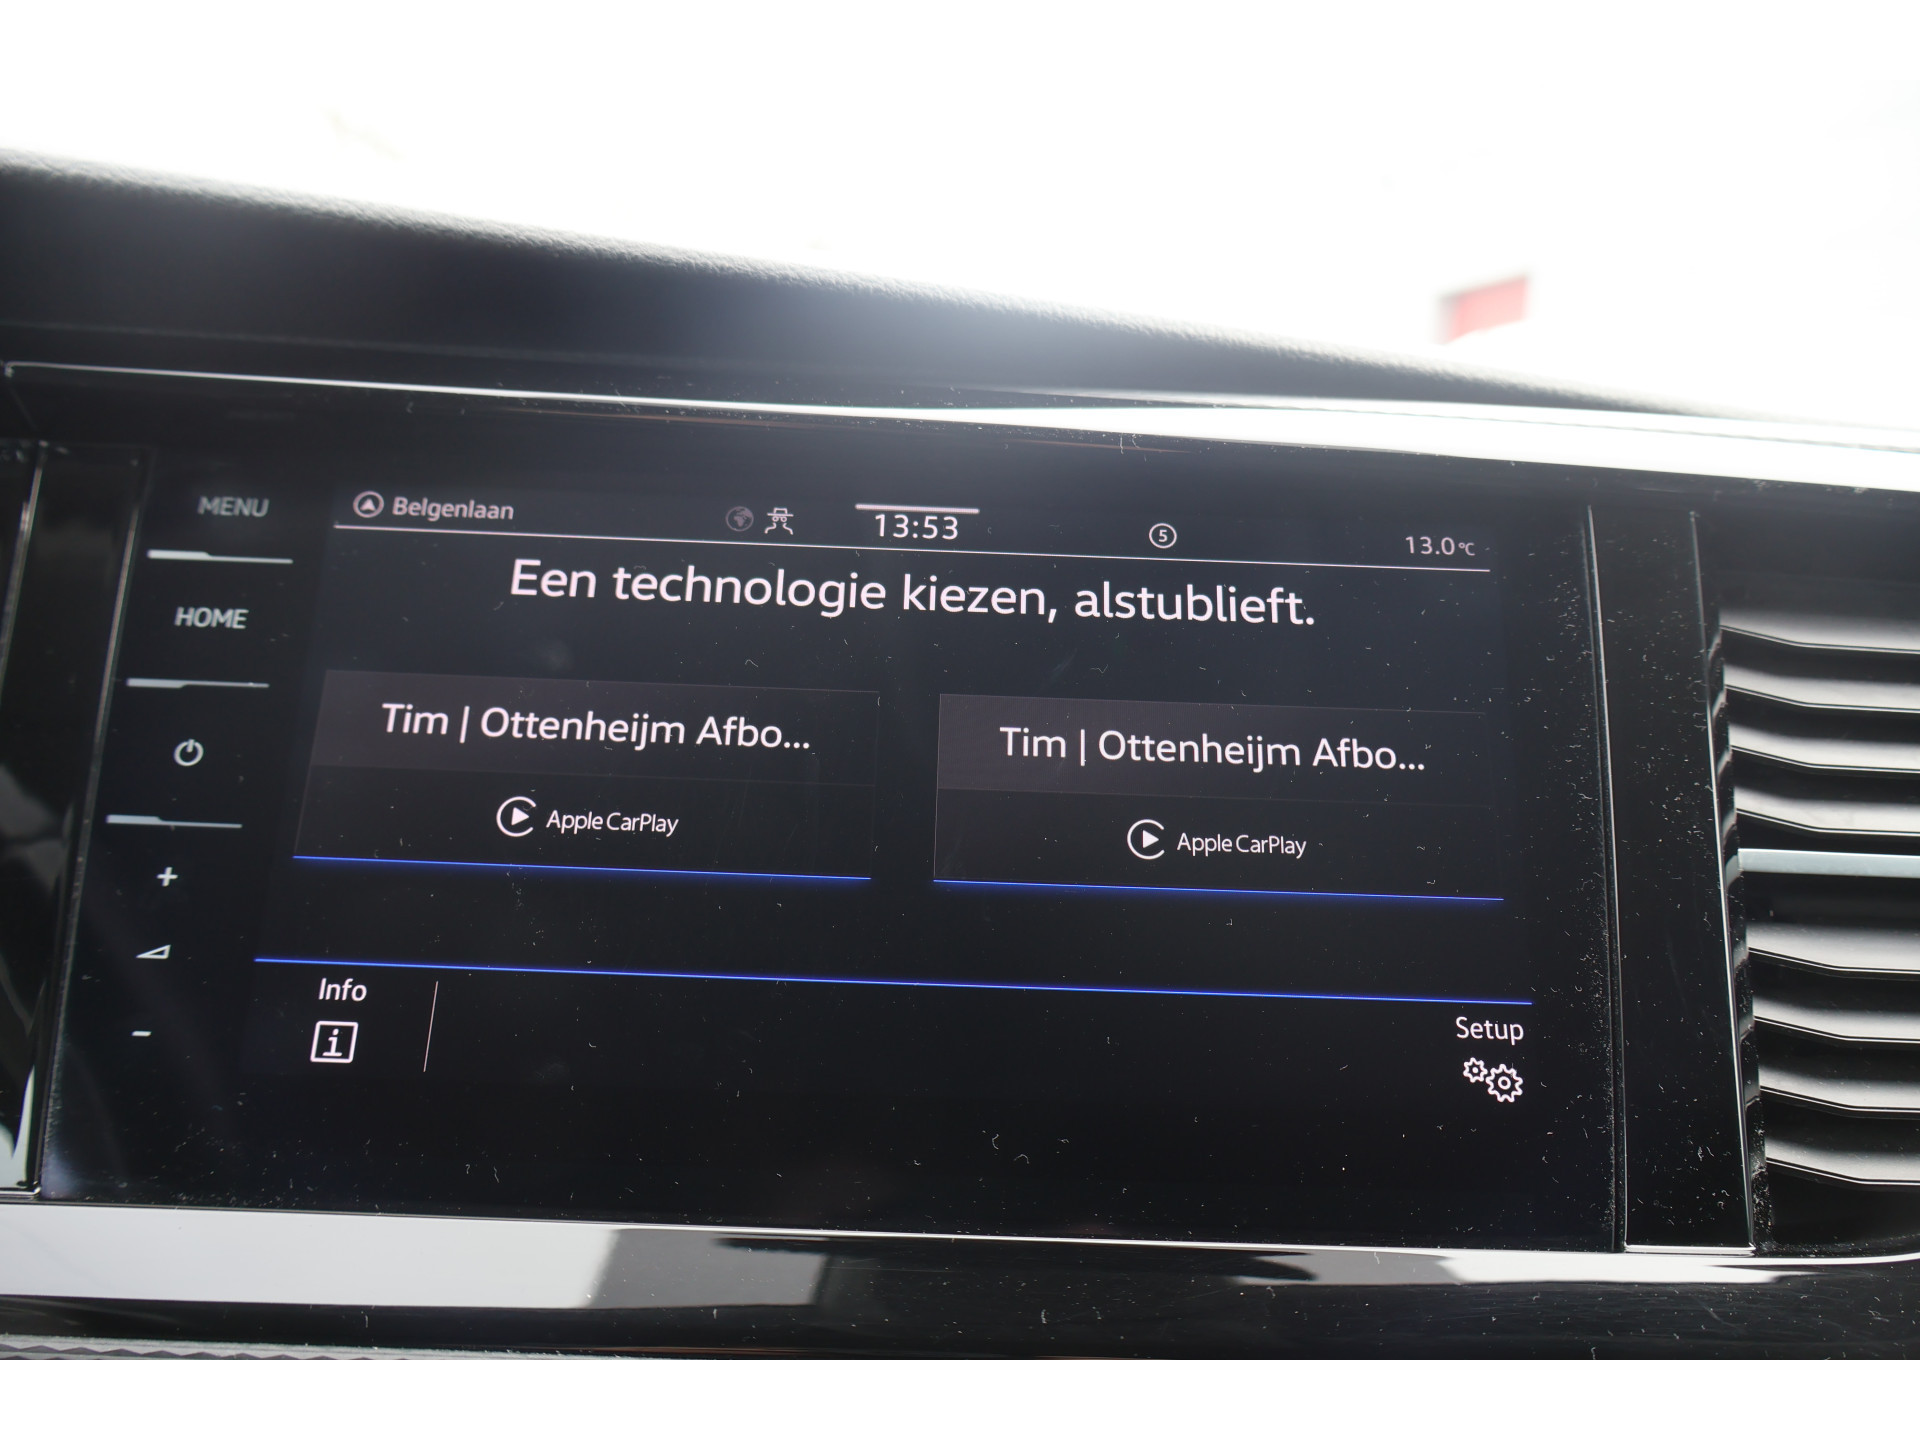 MENU
Belgenlaan
13:53
5
13.0°C
HOME
Een technologie kiezen, alstublieft.
Tim | Ottenheijm Afbo...
Tim | Ottenheijm Afbo...
Apple CarPlay
Apple CarPlay
+
-
Info
i
Setup